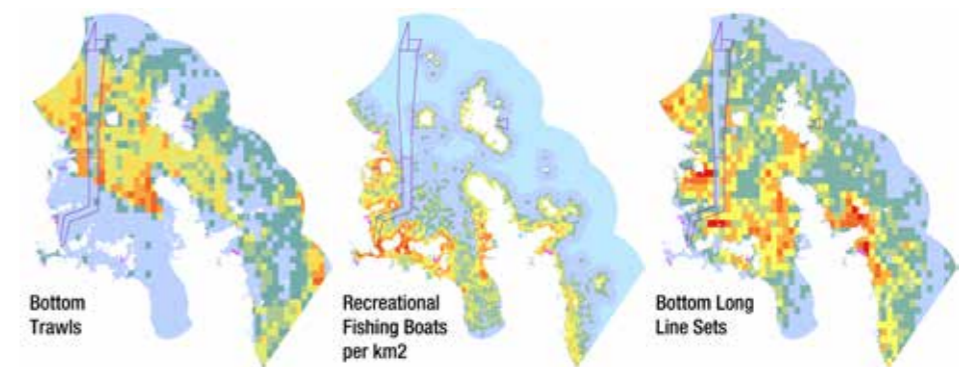 Bottom
Trawls
Recreational
Fishing Boats
per km2
Bottom Long
Line Sets